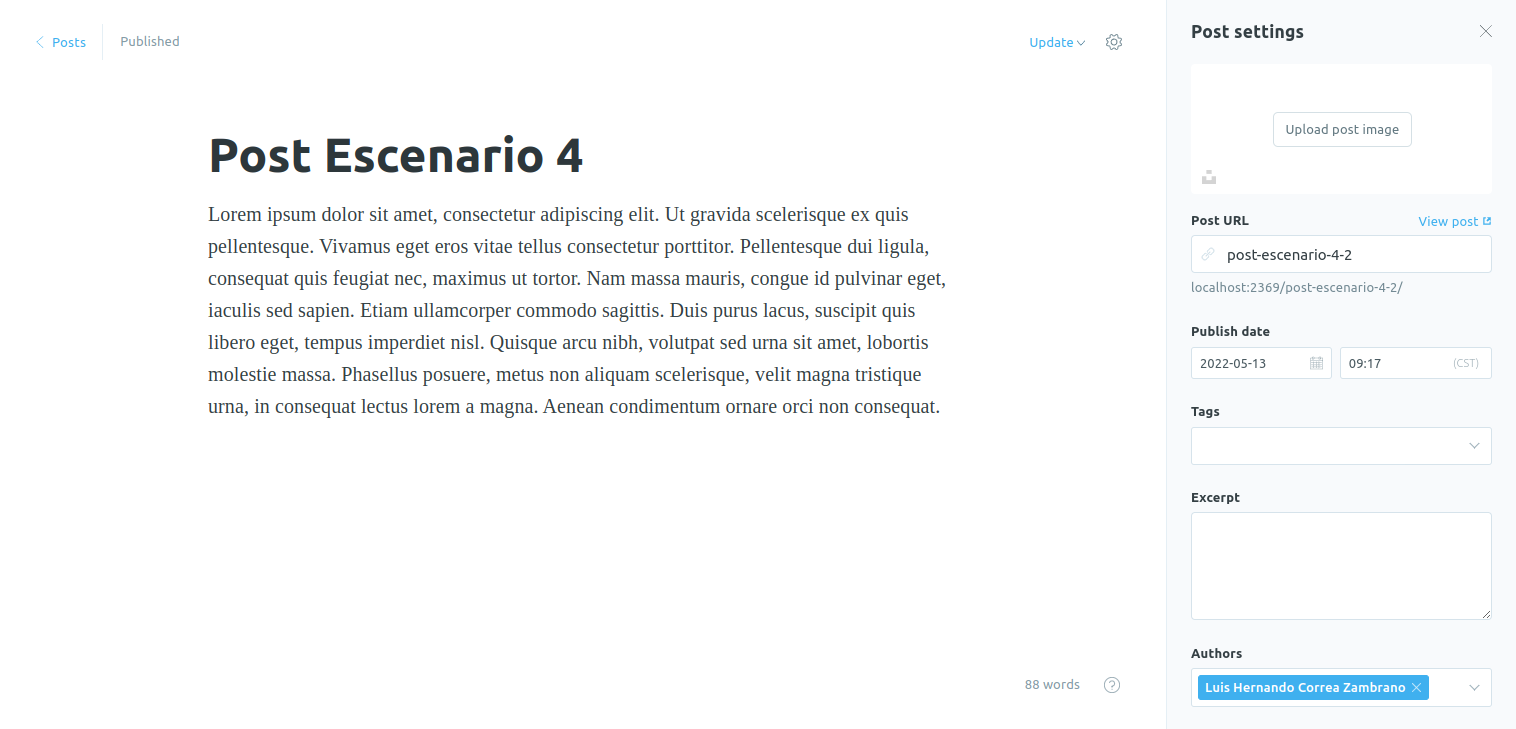 Posts
Published
Update
Post Escenario 4
Lorem ipsum dolor sit amet, consectetur adipiscing elit. Ut gravida scelerisque ex quis
pellentesque. Vivamus eget eros vitae tellus consectetur porttitor. Pellentesque dui ligula,
consequat quis feugiat nec, maximus ut tortor. Nam massa mauris, congue id pulvinar eget,
iaculis sed sapien. Etiam ullamcorper commodo sagittis. Duis purus lacus, suscipit quis
libero eget, tempus imperdiet nisl. Quisque arcu nibh, volutpat sed urna sit amet, lobortis
molestie massa. Phasellus posuere, metus non aliquam scelerisque, velit magna tristique
urna, in consequat lectus lorem a magna. Aenean condimentum ornare orci non consequat.
88 words
Post settings
Upload post image
Post URL
View post
post-escenario-4-2
localhost:2369/post-escenario-4-2/
Publish date
2022-05-13
09:17
(CST)
Tags
Excerpt
Authors
Luis Hernando Correa Zambrano